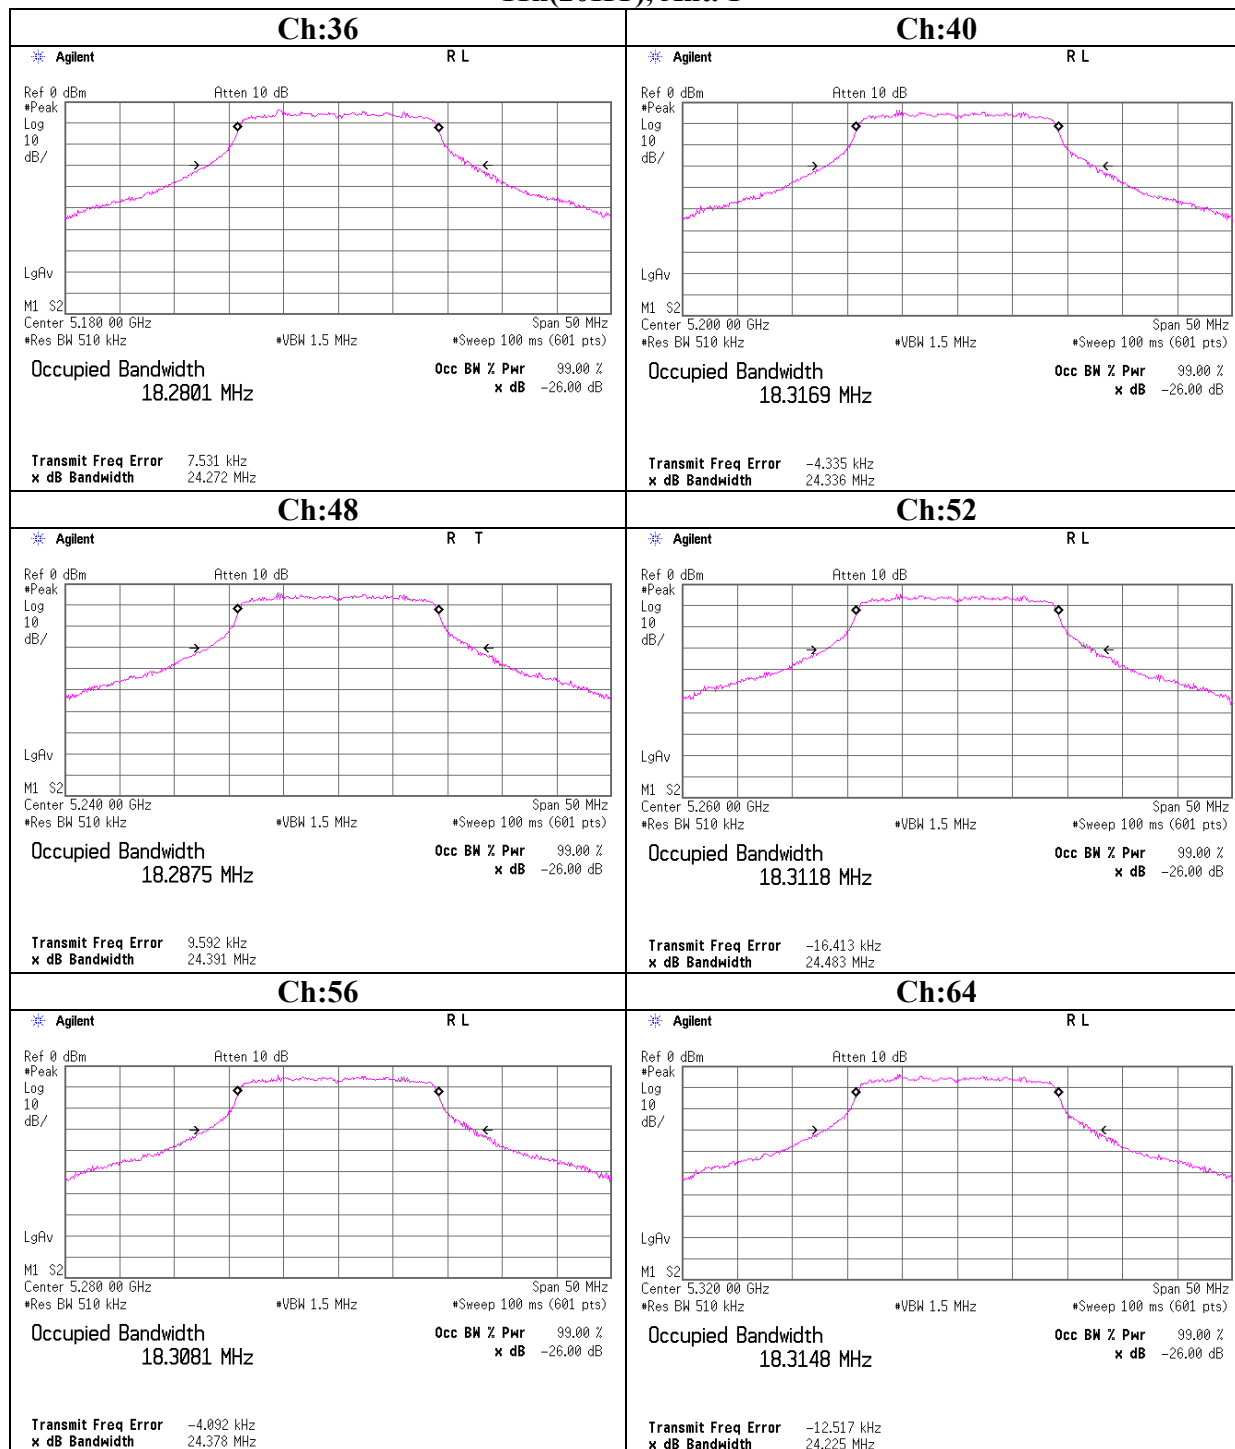 Ch:36
Agilent R L
Ref 0 dBm Atten 10 dB
#Peak
Log
10
dB/
LgAv
M1 S2
Center 5.180 00 GHz Span 50 MHz
#Res BW 510 kHz #VBW 1.5 MHz #Sweep 100 ms (601 pts)
Occupied Bandwidth Occ BW % Pwr 99.00 %
18.2801 MHz x dB -26.00 dB
Transmit Freq Error 7.531 kHz
x dB Bandwidth 24.272 MHz
Ch:40
Agilent R L
Ref 0 dBm Atten 10 dB
#Peak
Log
10
dB/
LgAv
M1 S2
Center 5.200 00 GHz Span 50 MHz
#Res BW 510 kHz #VBW 1.5 MHz #Sweep 100 ms (601 pts)
Occupied Bandwidth Occ BW % Pwr 99.00 %
18.3169 MHz x dB -26.00 dB
Transmit Freq Error -4.335 kHz
x dB Bandwidth 24.336 MHz
Ch:48
Agilent R T
Ref 0 dBm Atten 10 dB
#Peak
Log
10
dB/
LgAv
M1 S2
Center 5.240 00 GHz Span 50 MHz
#Res BW 510 kHz #VBW 1.5 MHz #Sweep 100 ms (601 pts)
Occupied Bandwidth Occ BW % Pwr 99.00 %
18.2875 MHz x dB -26.00 dB
Transmit Freq Error 9.592 kHz
x dB Bandwidth 24.391 MHz
Ch:52
Agilent R L
Ref 0 dBm Atten 10 dB
#Peak
Log
10
dB/
LgAv
M1 S2
Center 5.260 00 GHz Span 50 MHz
#Res BW 510 kHz #VBW 1.5 MHz #Sweep 100 ms (601 pts)
Occupied Bandwidth Occ BW % Pwr 99.00 %
18.3118 MHz x dB -26.00 dB
Transmit Freq Error -16.413 kHz
x dB Bandwidth 24.483 MHz
Ch:56
Agilent R L
Ref 0 dBm Atten 10 dB
#Peak
Log
10
dB/
LgAv
M1 S2
Center 5.280 00 GHz Span 50 MHz
#Res BW 510 kHz #VBW 1.5 MHz #Sweep 100 ms (601 pts)
Occupied Bandwidth Occ BW % Pwr 99.00 %
18.3081 MHz x dB -26.00 dB
Transmit Freq Error -4.092 kHz
x dB Bandwidth 24.378 MHz
Ch:64
Agilent R L
Ref 0 dBm Atten 10 dB
#Peak
Log
10
dB/
LgAv
M1 S2
Center 5.320 00 GHz Span 50 MHz
#Res BW 510 kHz #VBW 1.5 MHz #Sweep 100 ms (601 pts)
Occupied Bandwidth Occ BW % Pwr 99.00 %
18.3148 MHz x dB -26.00 dB
Transmit Freq Error -12.517 kHz
x dB Bandwidth 24.225 MHz